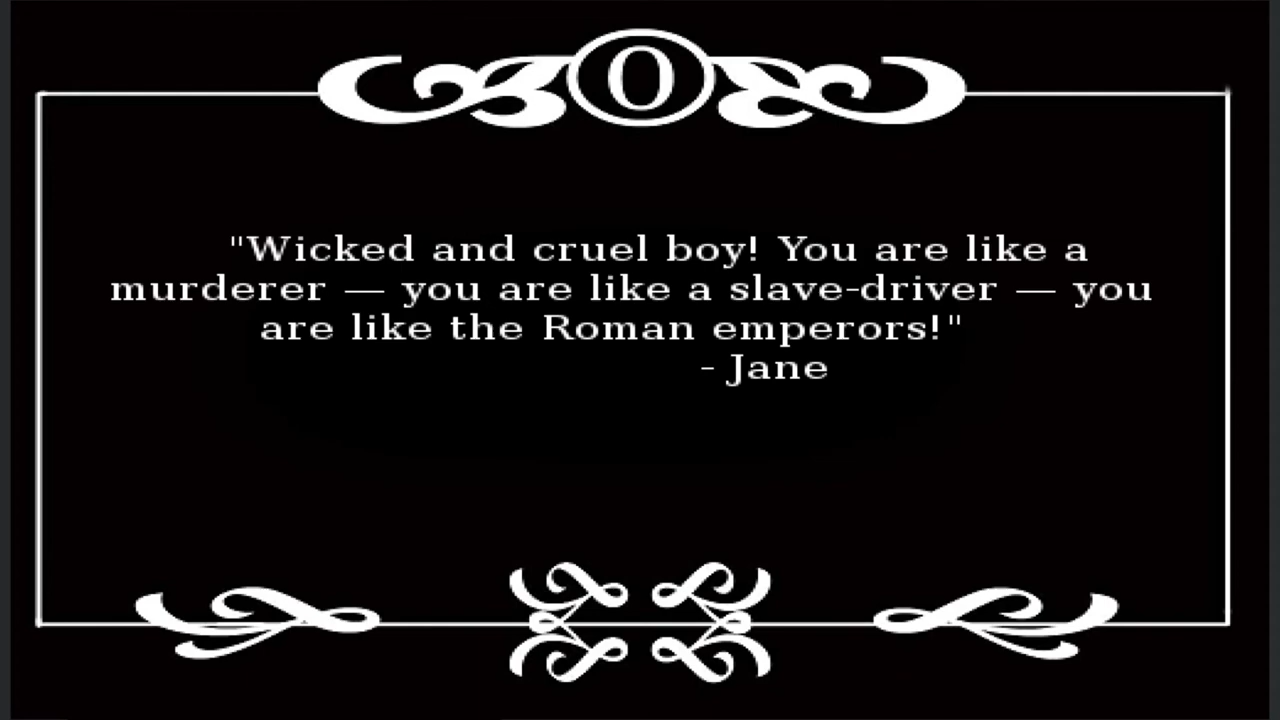 O
"Wicked and cruel boy! You are like a
murderer — you are like a slave-driver — you
are like the Roman emperors!"
- Jane